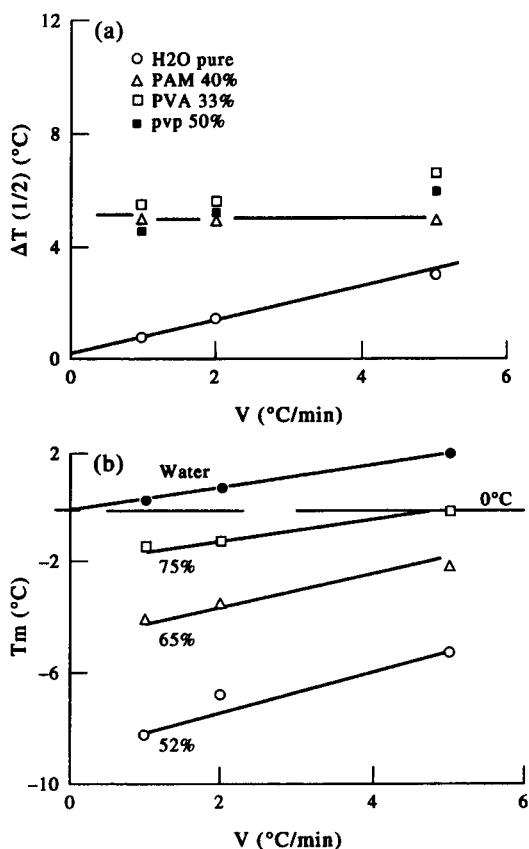 (a)
12
8
4
0
ΔT (1/2) (°C)
H2O pure
PAM 40%
PVA 33%
pvp 50%
0
2
4
6
V (°C/min)
(b)
2
-2
-6
-10
Tm (°C)
Water
0°C
75%
65%
52%
0
2
4
6
V (°C/min)